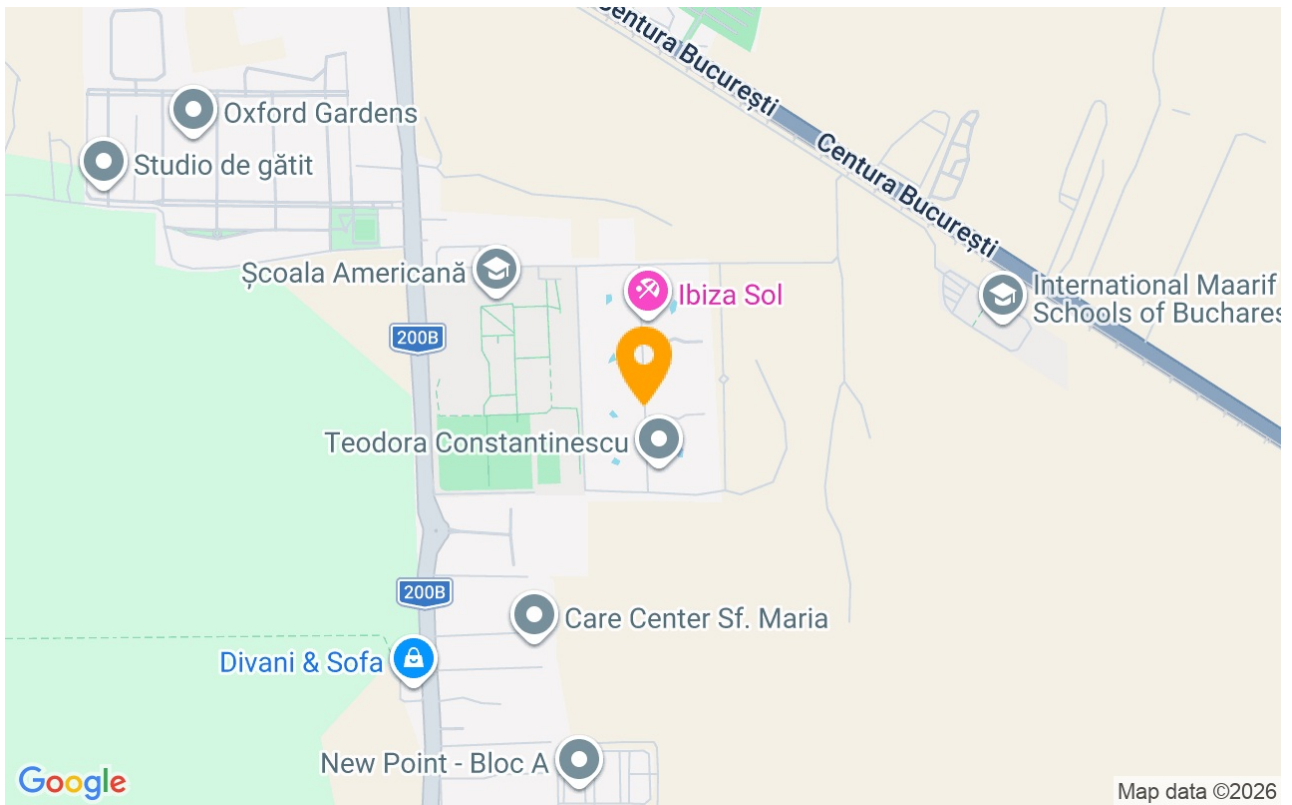 Centura București
Oxford Gardens
Centura București
Studio de gătit
Școala Americană
Ibiza Sol
International Maarif
Schools of Buchares
200B
Teodora Constantinescu
200B
Care Center Sf. Maria
Divani & Sofa
New Point - Bloc A
Google
Map data ©2026